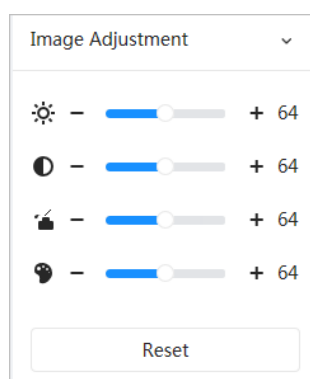 Image Adjustment
− + 64
− + 64
− + 64
− + 64
Reset